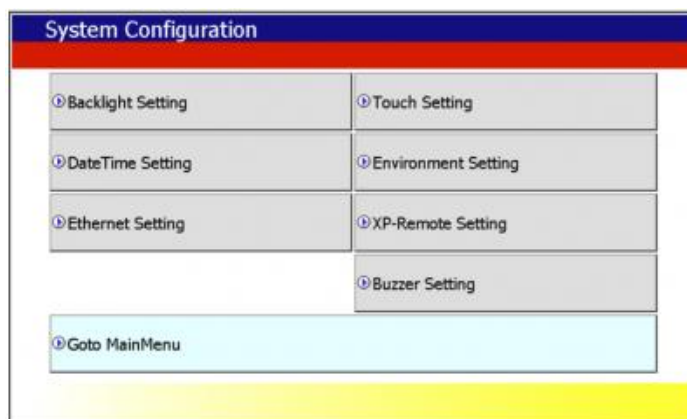 System Configuration
Backlight Setting
Touch Setting
DateTime Setting
Environment Setting
Ethernet Setting
XP-Remote Setting
Buzzer Setting
Goto MainMenu